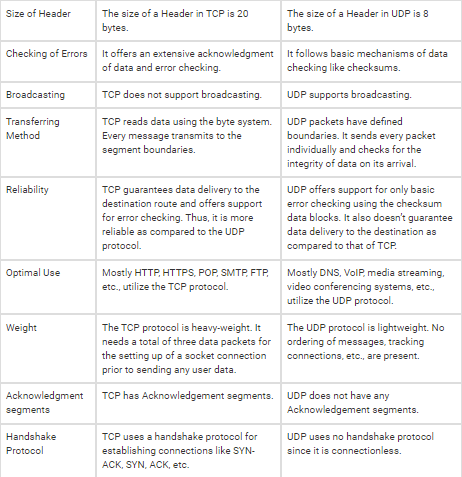 Size of Header
The size of a Header in TCP is 20
bytes.
The size of a Header in UDP is 8
bytes.
Checking of Errors
It offers an extensive acknowledgment
of data and error checking.
It follows basic mechanisms of data
checking like checksums.
Broadcasting
TCP does not support broadcasting.
UDP supports broadcasting.
Transferring
Method
TCP reads data using the byte system.
Every message transmits to the
segment boundaries.
UDP packets have defined
boundaries. It sends every packet
individually and checks for the
integrity of data on its arrival.
Reliability
TCP guarantees data delivery to the
destination route and offers support
for error checking. Thus, it is more
reliable as compared to the UDP
protocol.
UDP offers support for only basic
error checking using the checksum
data blocks. It also doesn't guarantee
data delivery to the destination as
compared to that of TCP.
Optimal Use
Mostly HTTP, HTTPS, POP, SMTP, FTP,
etc., utilize the TCP protocol.
Mostly DNS, VoIP, media streaming,
video conferencing systems, etc.,
utilize the UDP protocol.
Weight
The TCP protocol is heavy-weight. It
needs a total of three data packets for
the setting up of a socket connection
prior to sending any user data.
The UDP protocol is lightweight. No
ordering of messages, tracking
connections, etc., are present.
Acknowledgment
segments
TCP has Acknowledgement segments.
UDP does not have any
Acknowledgement segments.
Handshake
Protocol
TCP uses a handshake protocol for
establishing connections like SYN-
ACK, SYN, ACK, etc.
UDP uses no handshake protocol
since it is connectionless.